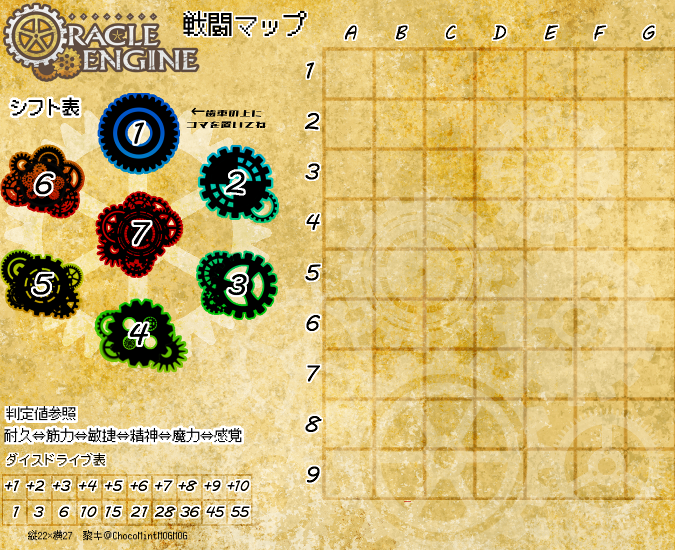 ORACLE
ENGINE
戦闘マップ
A B C D E F G
シフト表
←歯車の上に
コマを置いてね
1
2
3
4
5
6
7
1
2
3
4
5
6
7
8
9
判定値参照
耐久⇔筋力⇔敏捷⇔精神⇔魔力⇔感覚
ダイスドライブ表
+1 +2 +3 +4 +5 +6 +7 +8 +9 +10
1 3 6 10 15 21 28 36 45 55
縦22×横27 黎キ@ChocoMintMOGMOG